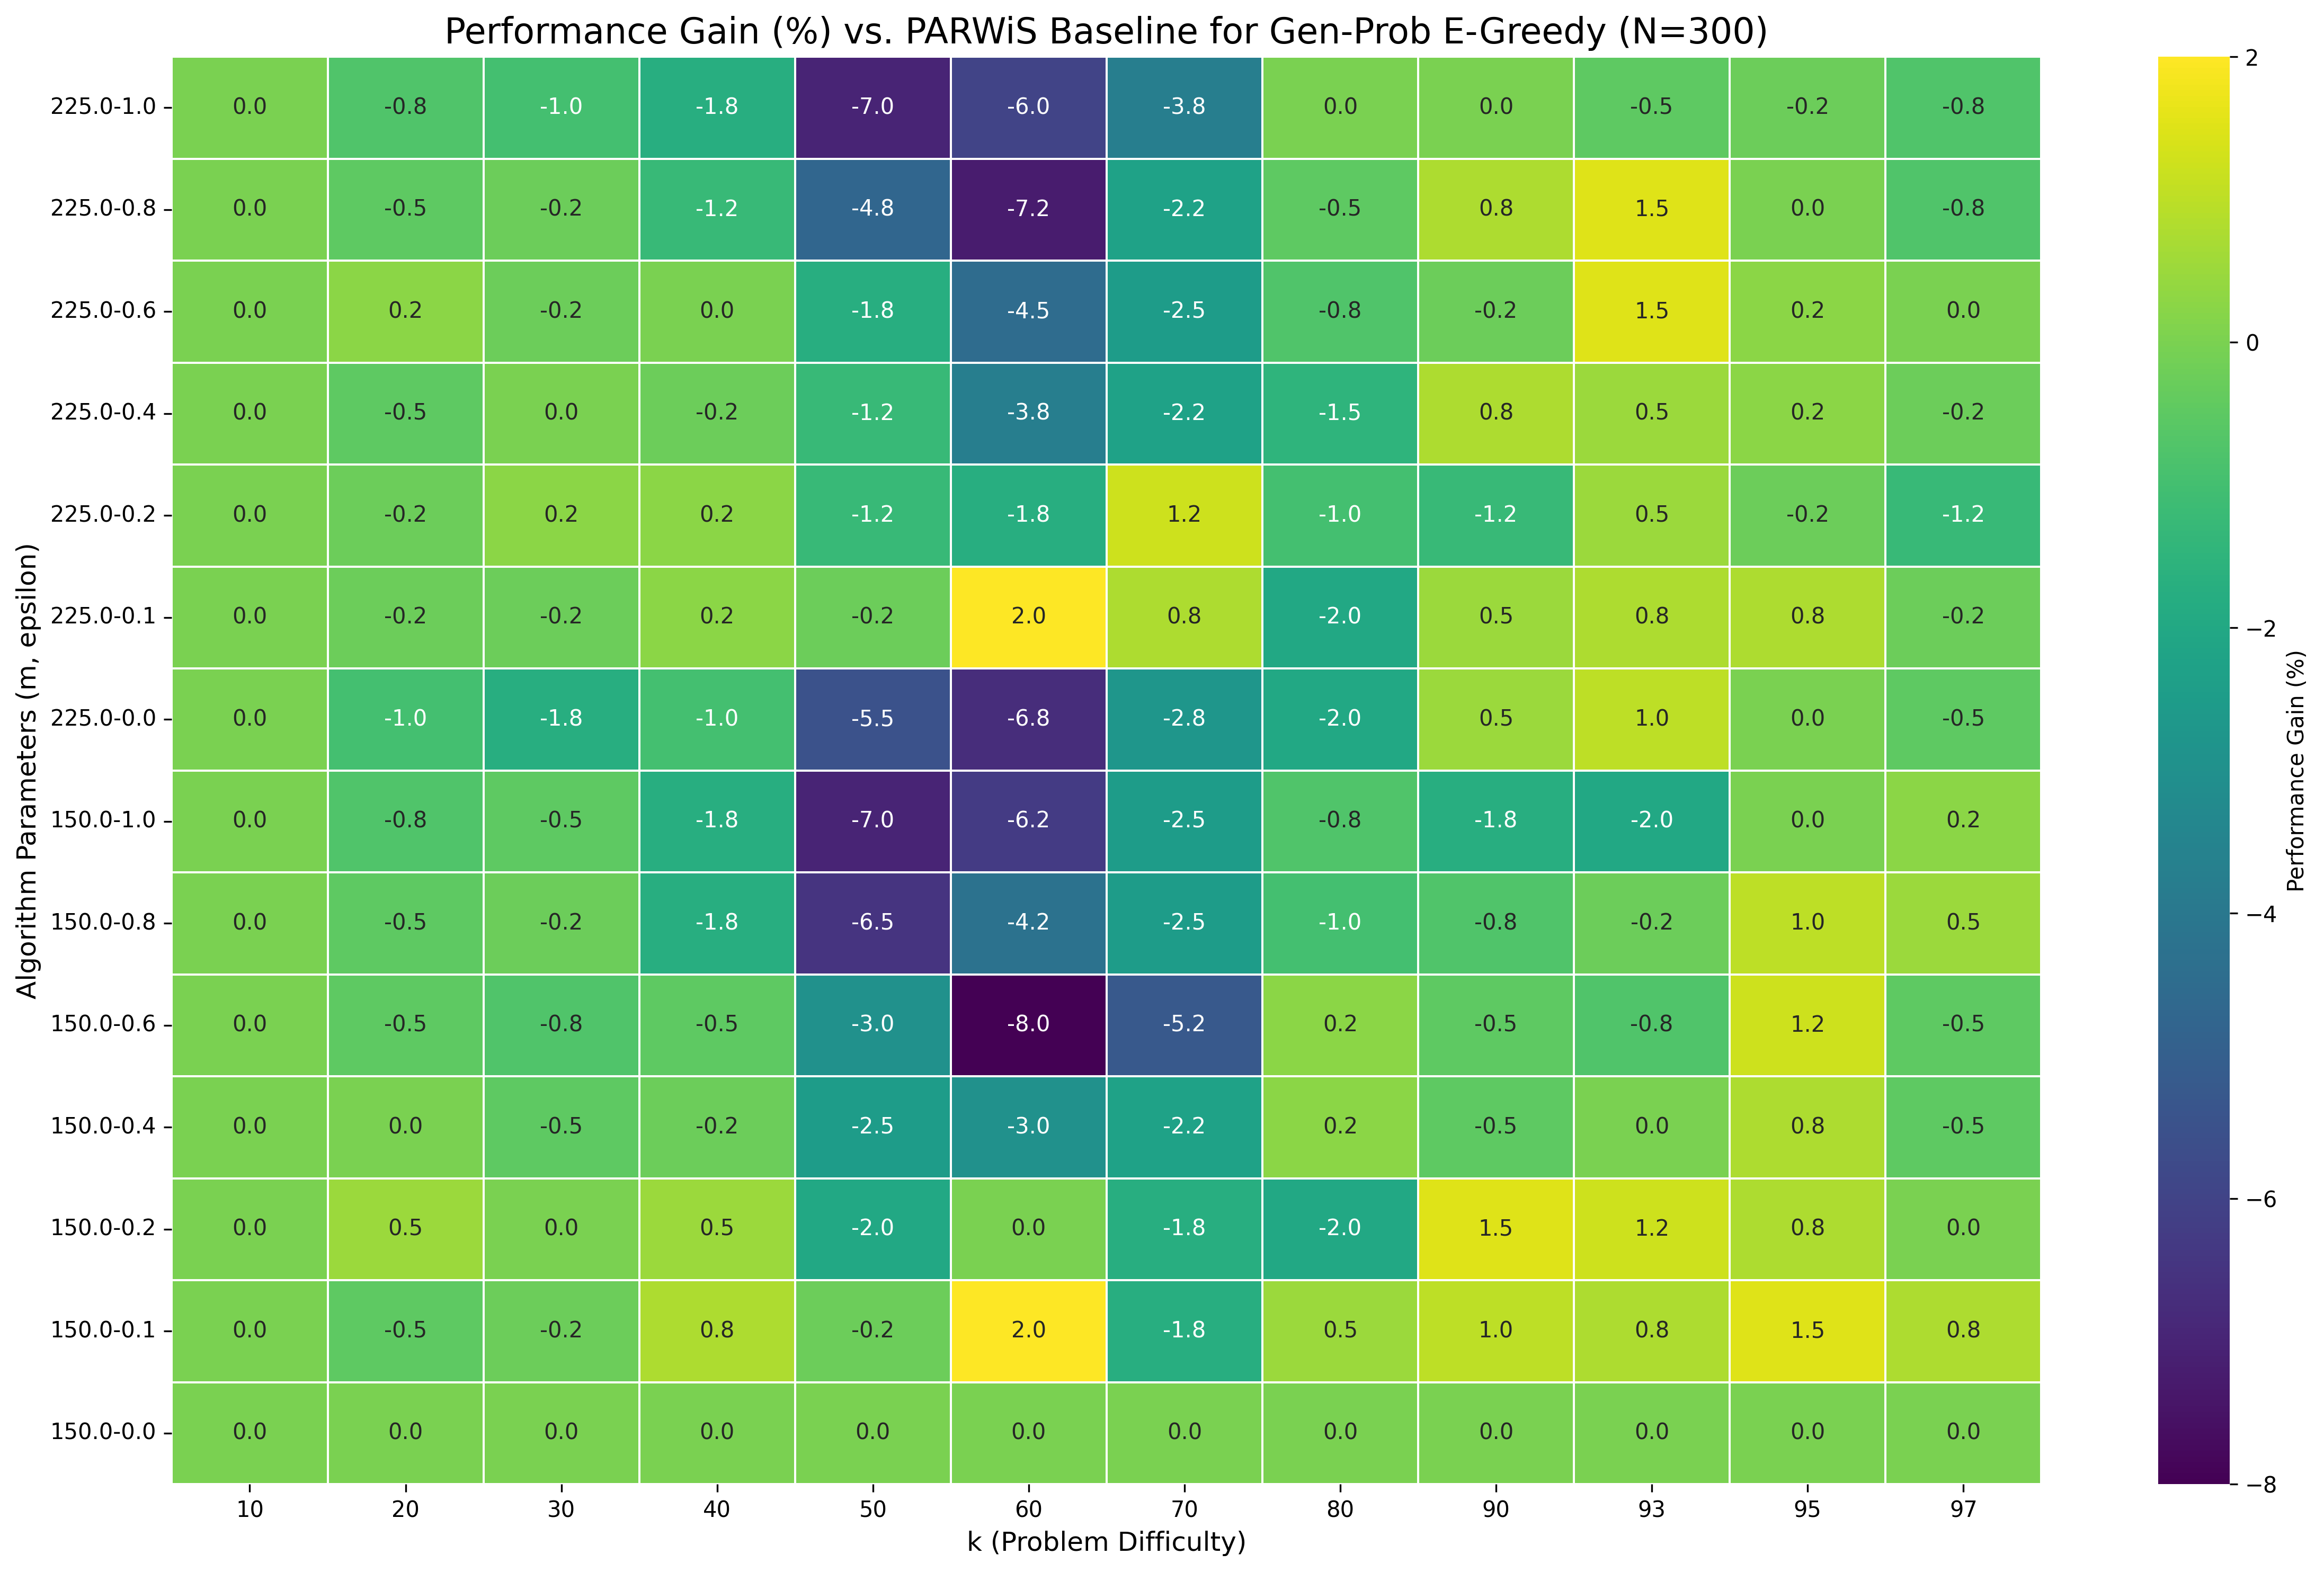 Performance Gain (%) vs. PARWiS Baseline for Gen-Prob E-Greedy (N=300)
Algorithm Parameters (m, epsilon)
225.0-1.0 0.0 -0.8 -1.0 -1.8 -7.0 -6.0 -3.8 0.0 0.0 -0.5 -0.2 -0.8
225.0-0.8 0.0 -0.5 -0.2 -1.2 -4.8 -7.2 -2.2 -0.5 0.8 1.5 0.0 -0.8
225.0-0.6 0.0 0.2 -0.2 0.0 -1.8 -4.5 -2.5 -0.8 -0.2 1.5 0.2 0.0
225.0-0.4 0.0 -0.5 0.0 -0.2 -1.2 -3.8 -2.2 -1.5 0.8 0.5 0.2 -0.2
225.0-0.2 0.0 -0.2 0.2 0.2 -1.2 -1.8 1.2 -1.0 -1.2 0.5 -0.2 -1.2
225.0-0.1 0.0 -0.2 -0.2 0.2 -0.2 2.0 0.8 -2.0 0.5 0.8 0.8 -0.2
225.0-0.0 0.0 -1.0 -1.8 -1.0 -5.5 -6.8 -2.8 -2.0 0.5 1.0 0.0 -0.5
150.0-1.0 0.0 -0.8 -0.5 -1.8 -7.0 -6.2 -2.5 -0.8 -1.8 -2.0 0.0 0.2
150.0-0.8 0.0 -0.5 -0.2 -1.8 -6.5 -4.2 -2.5 -1.0 -0.8 -0.2 1.0 0.5
150.0-0.6 0.0 -0.5 -0.8 -0.5 -3.0 -8.0 -5.2 0.2 -0.5 -0.8 1.2 -0.5
150.0-0.4 0.0 0.0 -0.5 -0.2 -2.5 -3.0 -2.2 0.2 -0.5 0.0 0.8 -0.5
150.0-0.2 0.0 0.5 0.0 0.5 -2.0 0.0 -1.8 -2.0 1.5 1.2 0.8 0.0
150.0-0.1 0.0 -0.5 -0.2 0.8 -0.2 2.0 -1.8 0.5 1.0 0.8 1.5 0.8
150.0-0.0 0.0 0.0 0.0 0.0 0.0 0.0 0.0 0.0 0.0 0.0 0.0 0.0
10 20 30 40 50 60 70 80 90 93 95 97
k (Problem Difficulty)
2
0
−2
−4
−6
−8
Performance Gain (%)